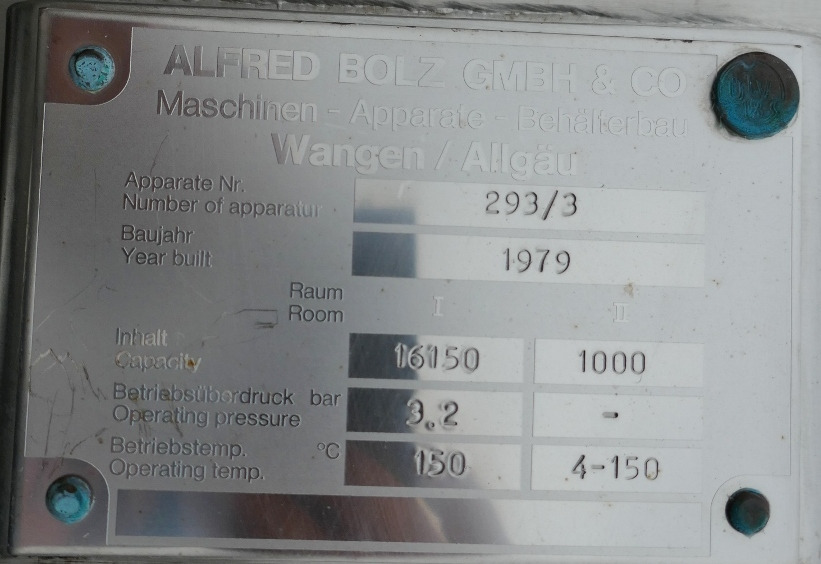 ALFRED BOLZ GMBH & CO
Maschinen - Apparate - Behälterbau
Wangen / Allgäu
Apparate Nr.
Number of apparatur 293/3
Baujahr
Year built 1979
Raum
Room I II
Inhalt
Capacity 16150 1000
Betriebsüberdruck bar
Operating pressure 3.2 -
Betriebstemp. °C
Operating temp. 150 4-150